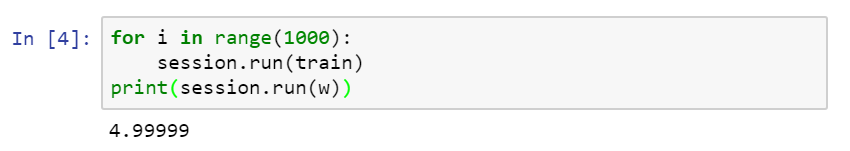 In [4]: for i in range(1000):
    session.run(train)
print(session.run(w))
4.99999